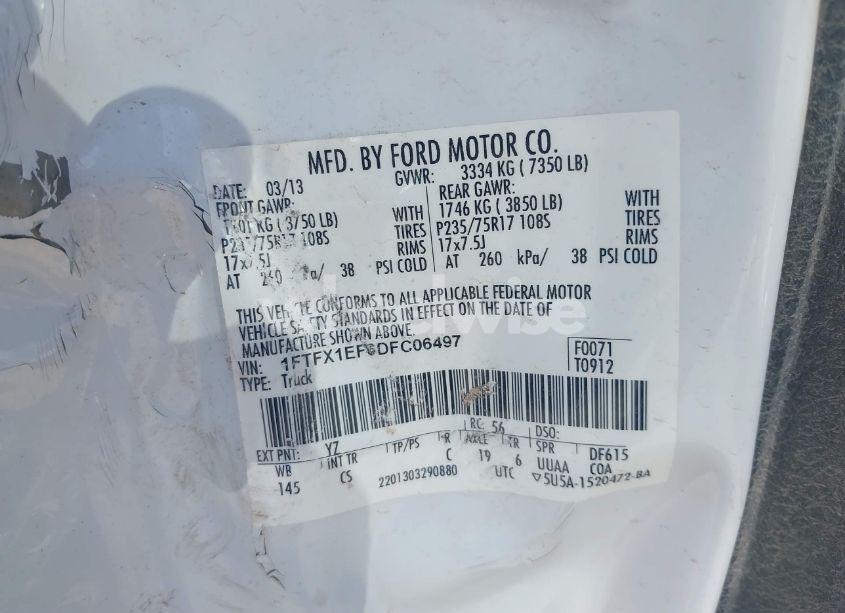 MFD. BY FORD MOTOR CO.
DATE: 03/13 GVWR: 3334 KG ( 7350 LB)
FRONT GAWR: REAR GAWR:
KG ( 3750 LB) WITH 1746 KG ( 3850 LB) WITH
108S TIRES P235/75R17 108S TIRES
17x7.5J RIMS 17x7.5J RIMS
AT kPa/ 38 PSI COLD AT 260 kPa/ 38 PSI COLD
THIS VEHICLE CONFORMS TO ALL APPLICABLE FEDERAL MOTOR
VEHICLE SAFETY STANDARDS IN EFFECT ON THE DATE OF
MANUFACTURE SHOWN ABOVE.
VIN: F0071
TYPE: Truck T0912
RC: 56 DSO:
EXT PNT: YZ DF615
WB INT TR TP/PS R AXLE TR SPR COA
145 CS C 19 6 UUAA
2201303290880 UTC ▽5U5A-1520472-BA